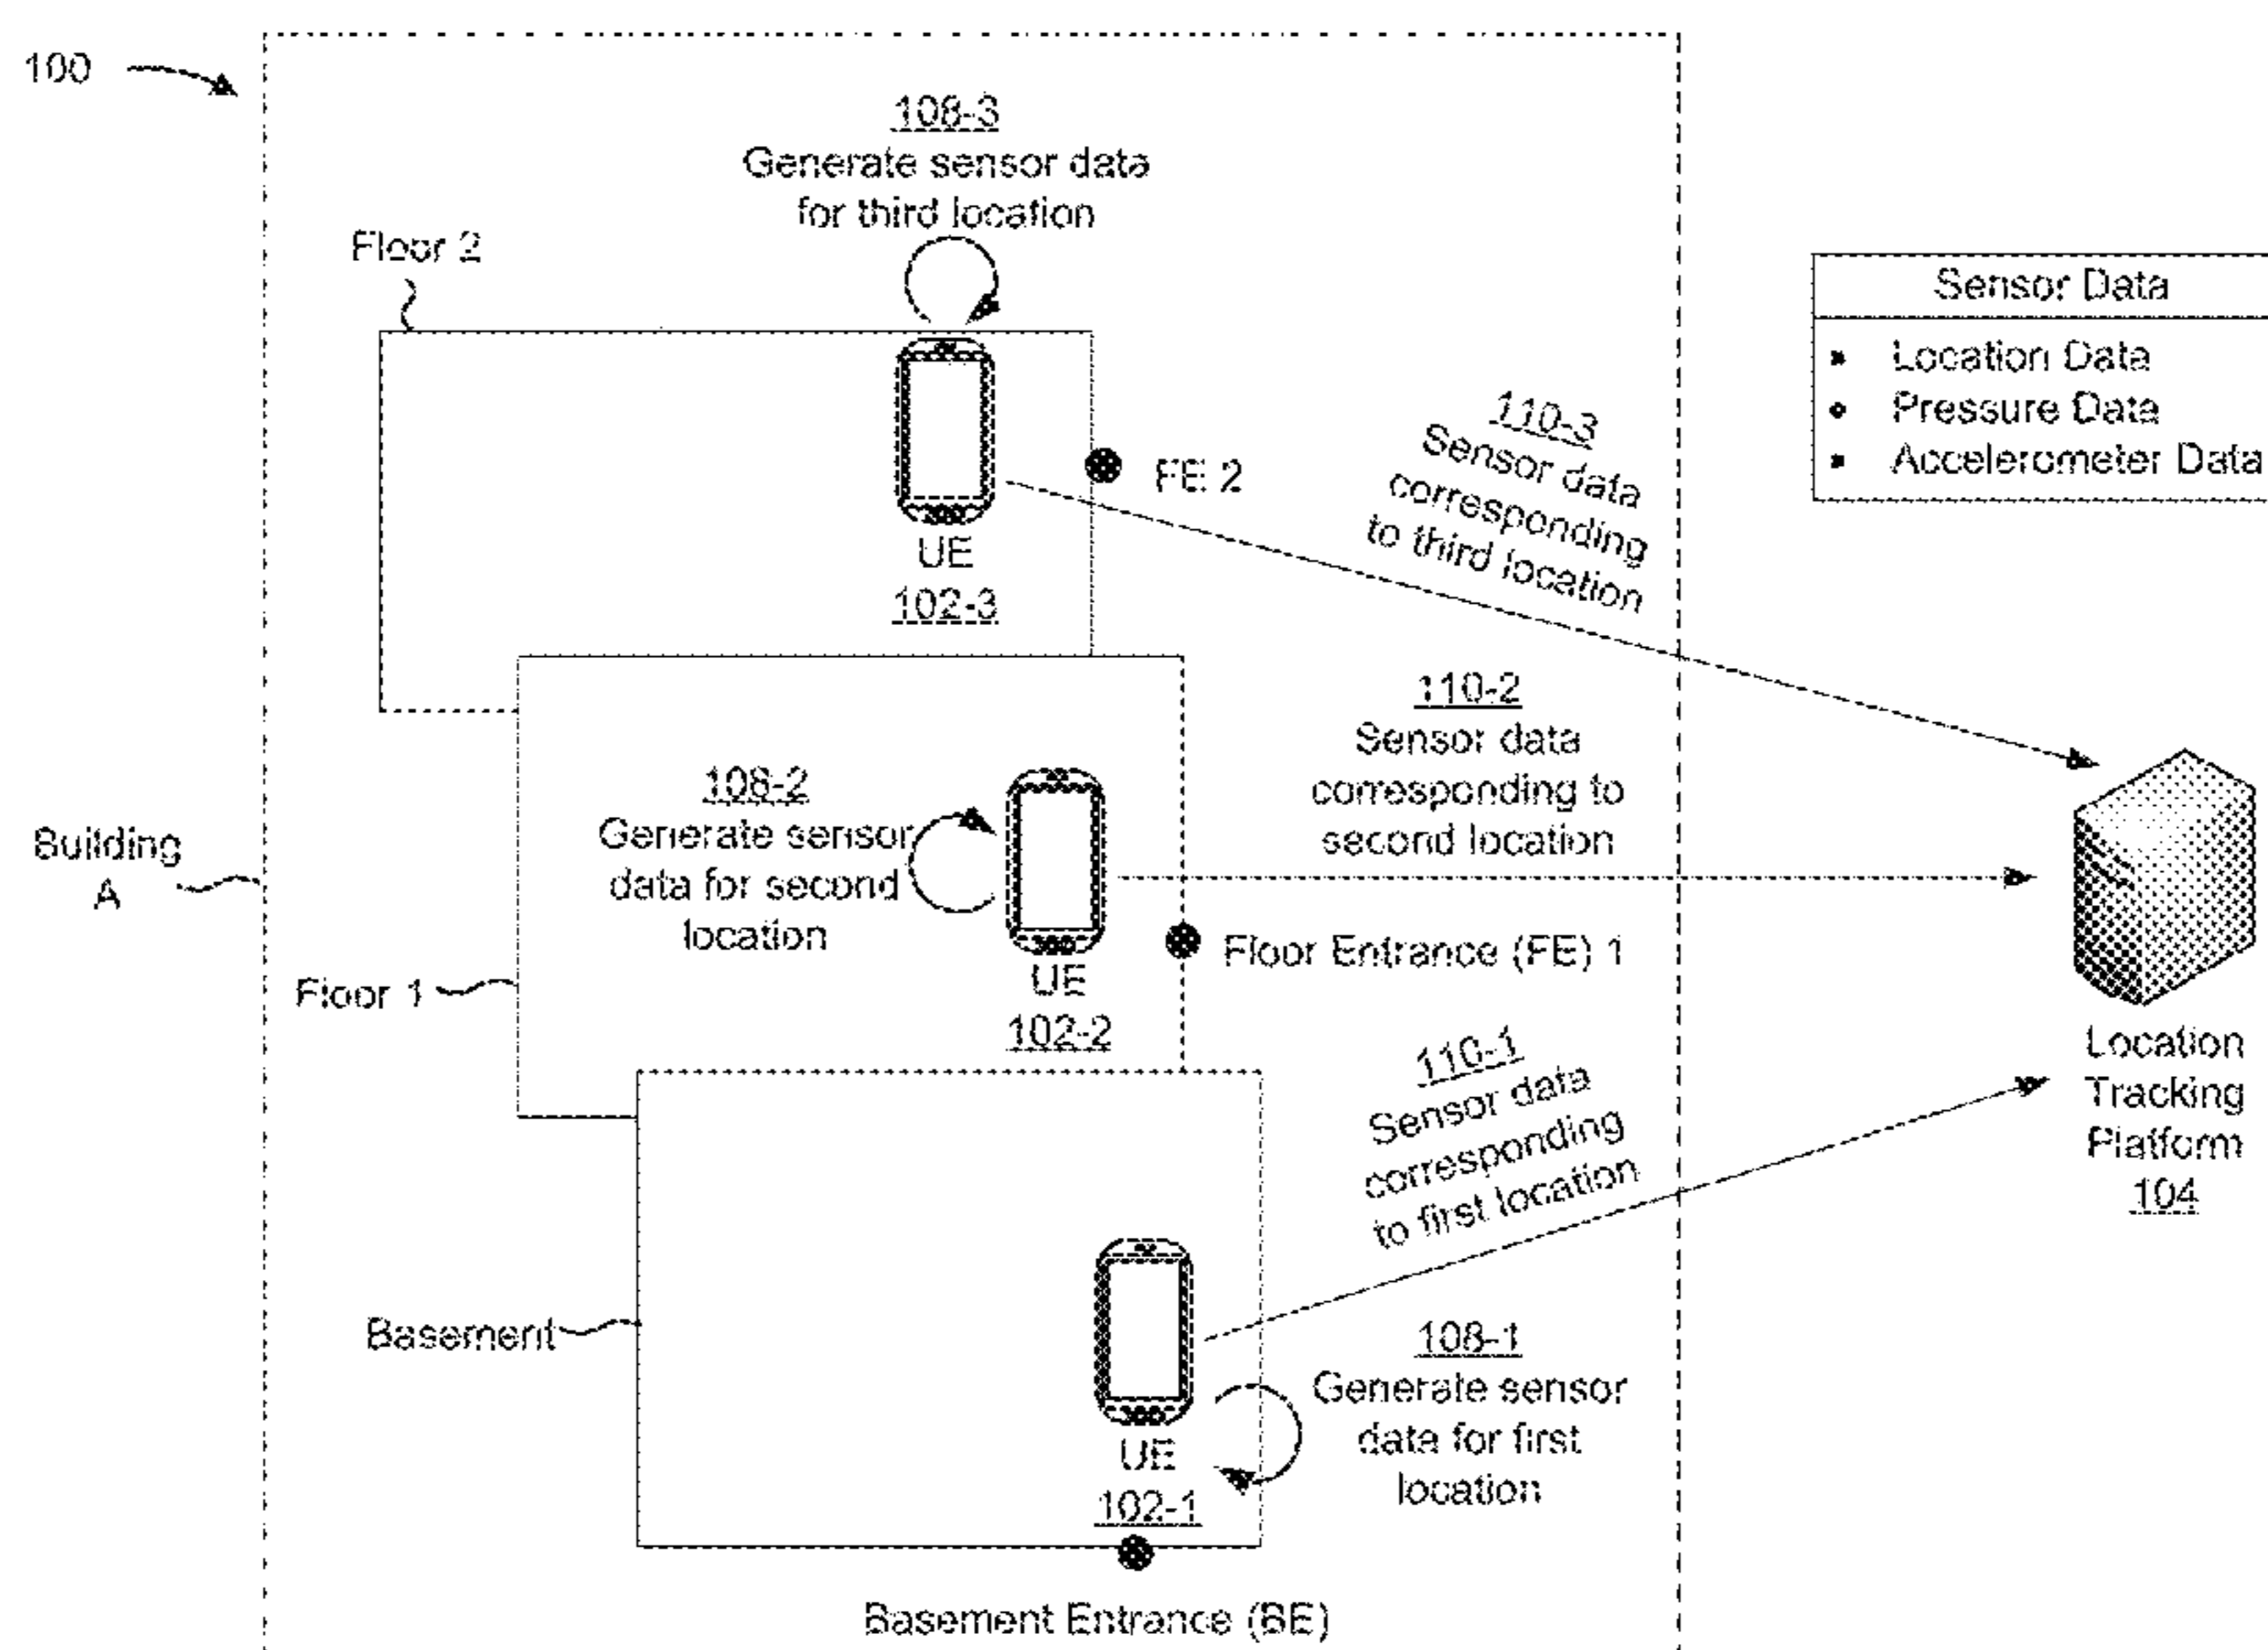 100
108-3
Generate sensor data
for third location
Floor 2
Sensor Data
Location Data
Pressure Data
Accelerometer Data
FE 2
UE
102-3
110-3
Sensor data
corresponding
to third location
110-2
Sensor data
corresponding to
second location
108-2
Generate sensor
data for second
location
Building
A
UE
102-2
Floor Entrance (FE) 1
Floor 1
Location
Tracking
Platform
104
110-1
Sensor data
corresponding
to first location
Basement
108-1
Generate sensor
data for first
location
UE
102-1
Basement Entrance (BE)